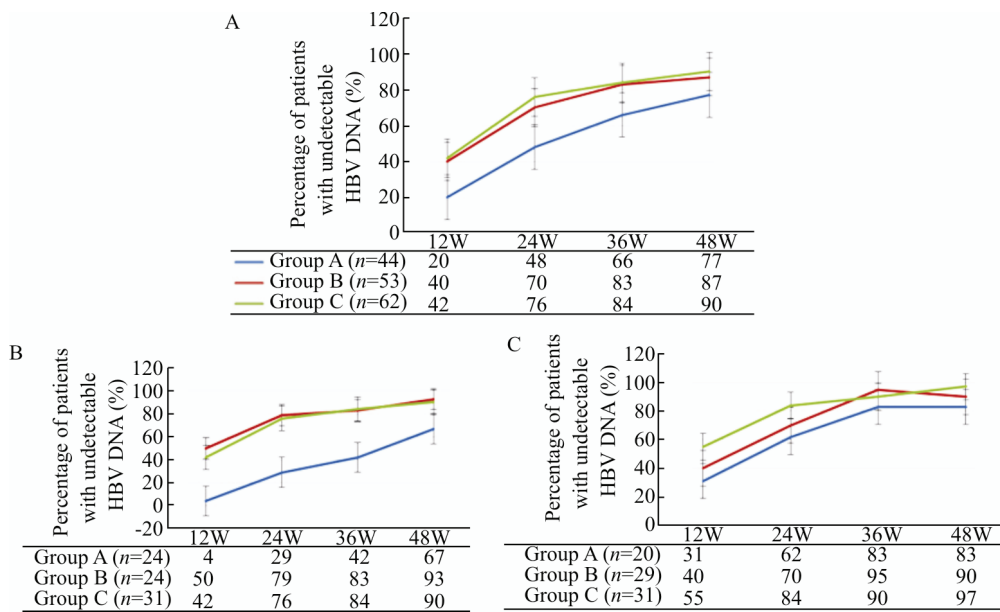 A
Percentage of patients
with undetectable
HBV DNA (%)
120
100
80
60
40
20
0
12W 24W 36W 48W
Group A (n=44) 20 48 66 77
Group B (n=53) 40 70 83 87
Group C (n=62) 42 76 84 90
B
Percentage of patients
with undetectable
HBV DNA (%)
120
100
80
60
40
20
0
-20
12W 24W 36W 48W
Group A (n=24) 4 29 42 67
Group B (n=24) 50 79 83 93
Group C (n=31) 42 76 84 90
C
Percentage of patients
with undetectable
HBV DNA (%)
120
100
80
60
40
20
0
12W 24W 36W 48W
Group A (n=20) 31 62 83 83
Group B (n=29) 40 70 95 90
Group C (n=31) 55 84 90 97